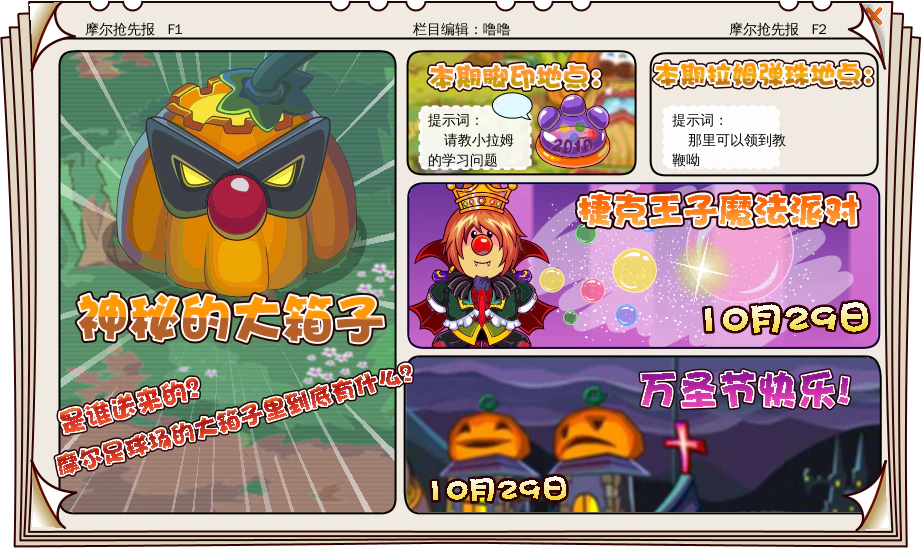 摩尔抢先报 F1
栏目编辑：噜噜
摩尔抢先报 F2
神秘的大箱子
是谁送来的?
摩尔足球场的大箱子里到底有什么?
本期脚印地点:
提示词：
请教小拉姆
的学习问题
2010
本期拉姆弹珠地点:
提示词：
那里可以领到教
鞭呦
捷克王子魔法派对
10月29日
万圣节快乐!
10月29日